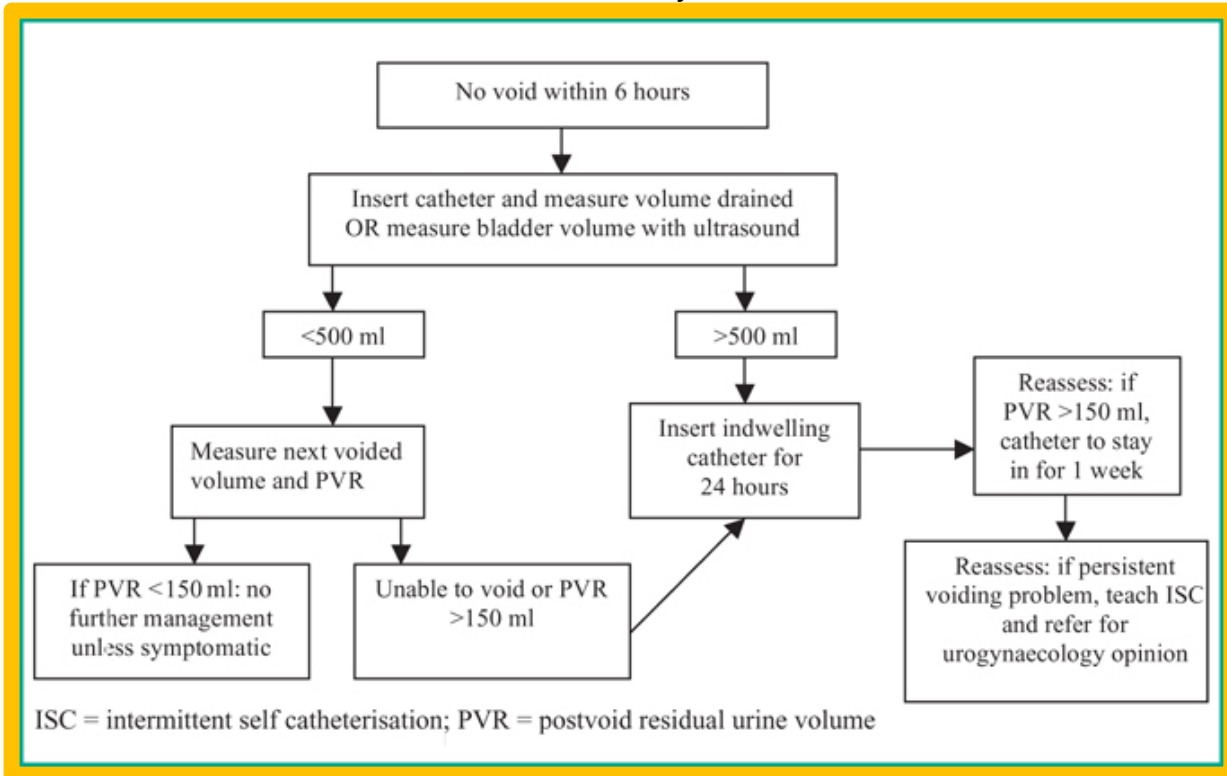 No void within 6 hours
Insert catheter and measure volume drained
OR measure bladder volume with ultrasound
<500 ml
>500 ml
Measure next voided
volume and PVR
Insert indwelling
catheter for
24 hours
Reassess: if
PVR >150 ml,
catheter to stay
in for 1 week
If PVR <150 ml: no
further management
unless symptomatic
Unable to void or PVR
>150 ml
Reassess: if persistent
voiding problem, teach ISC
and refer for
urogynaecology opinion
ISC = intermittent self catheterisation; PVR = postvoid residual urine volume